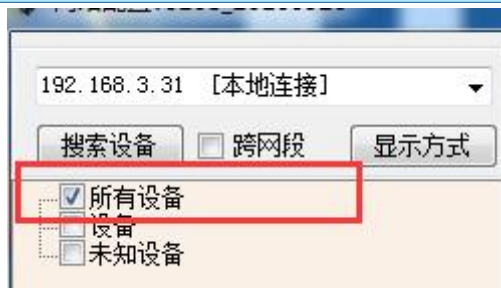 192.168.3.31 [本地连接]
搜索设备 跨网段 显示方式
所有设备
设备
未知设备